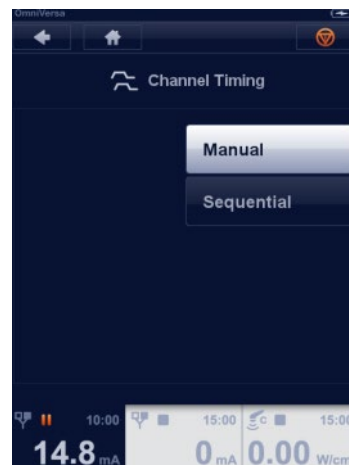 OmniVersa
Channel Timing
Manual
Sequential
10:00 15:00 C 15:00
14.8 mA 0 mA 0.00 W/cm